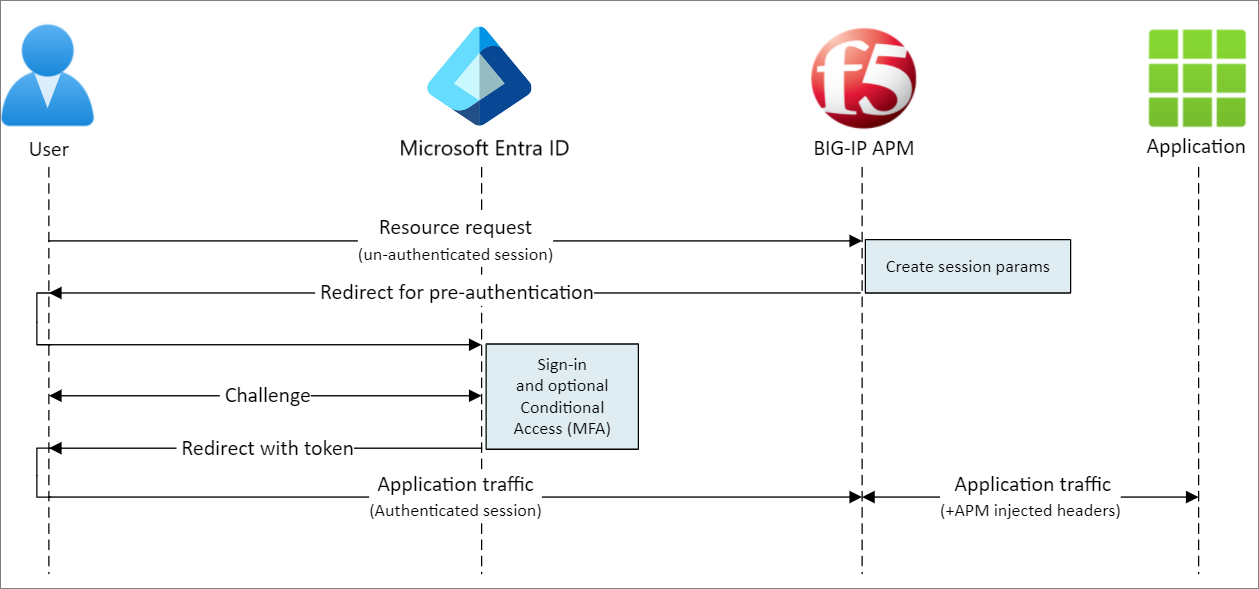 f5
User
Microsoft Entra ID
BIG-IP APM
Application
Resource request
(un-authenticated session)
Create session params
Redirect for pre-authentication
Sign-in
and optional
Conditional
Access (MFA)
Challenge
Redirect with token
Application traffic
(Authenticated session)
Application traffic
(+APM injected headers)